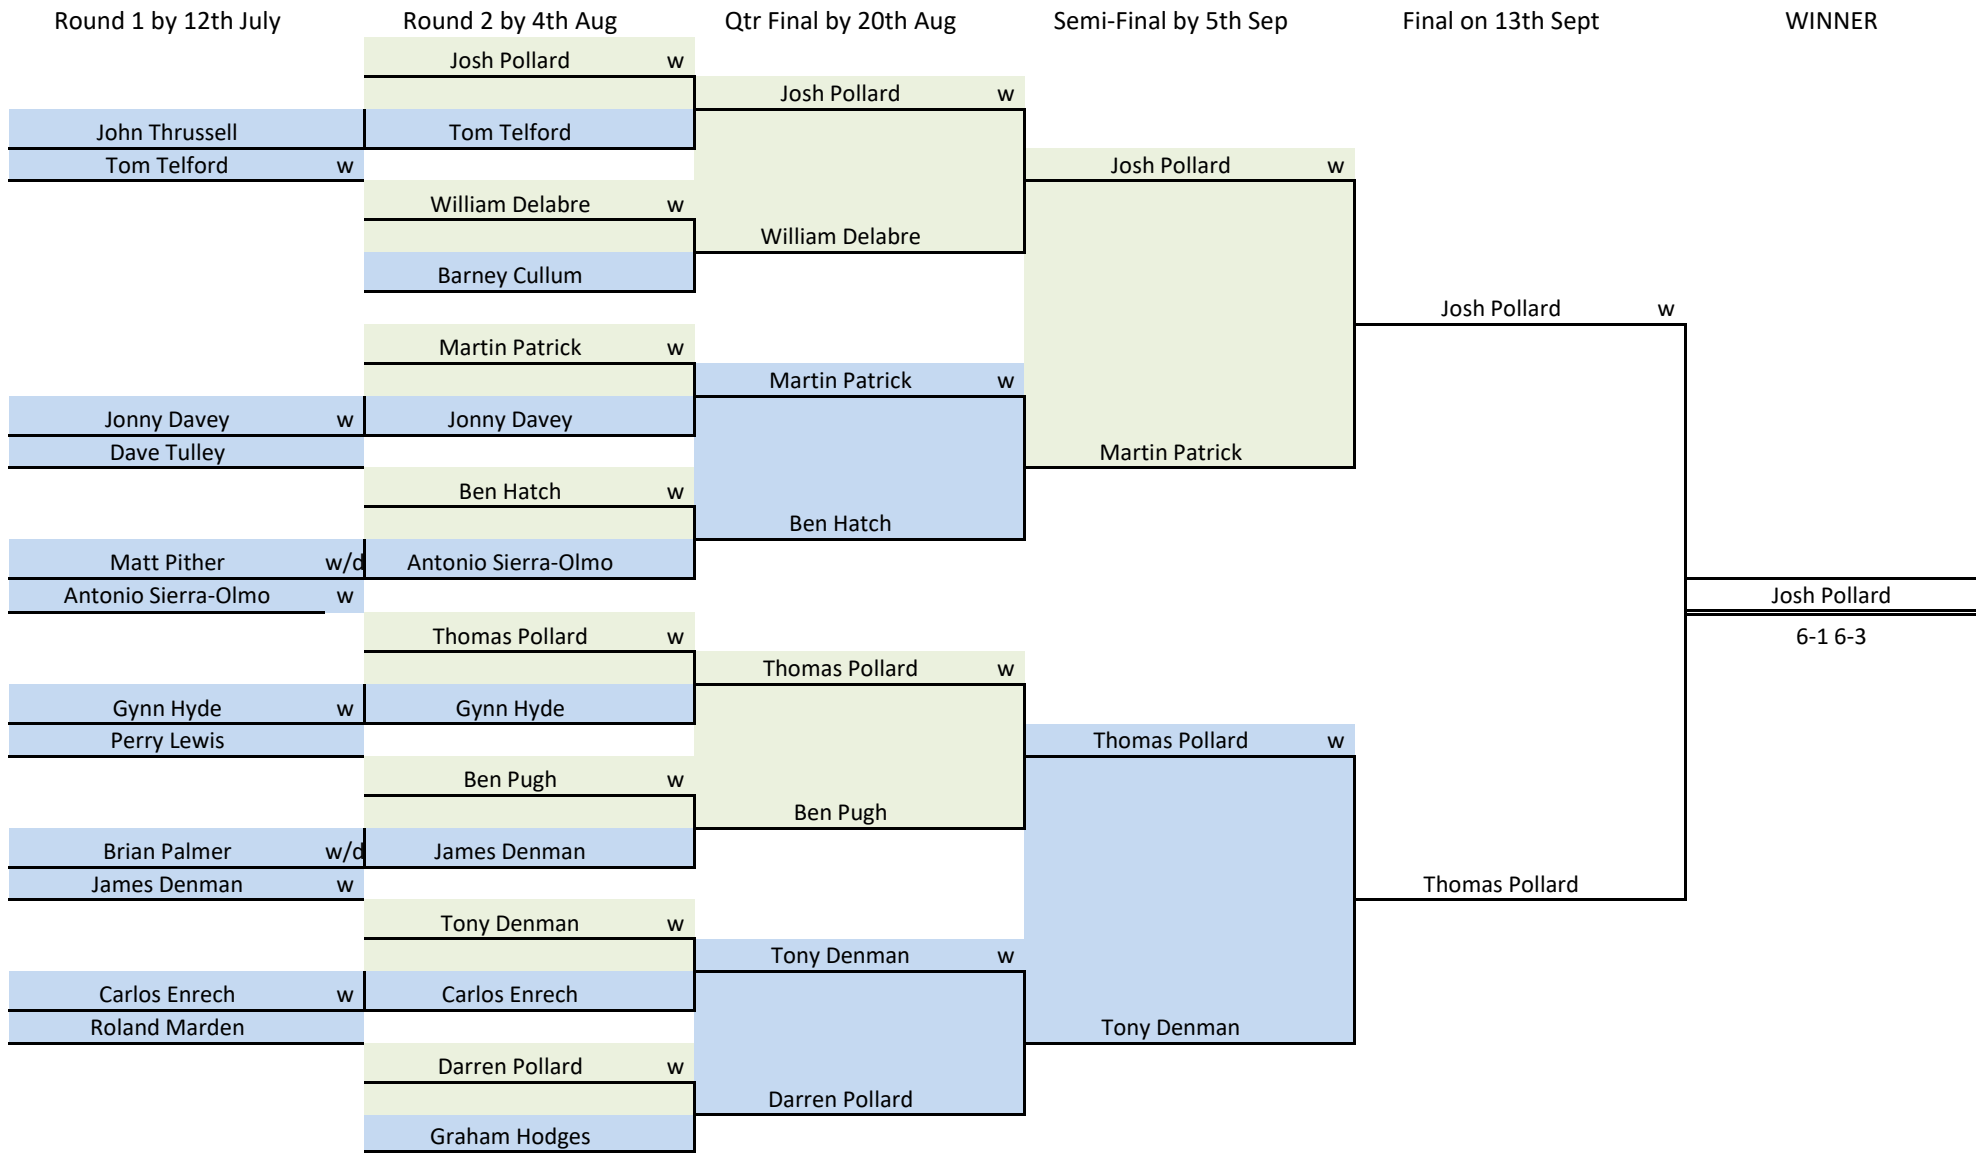 Round 1 by 12th July Round 2 by 4th Aug Qtr Final by 20th Aug Semi-Final by 5th Sep Final on 13th Sept WINNER
Josh Pollard w
Josh Pollard w
John Thrussell Tom Telford
Tom Telford w Josh Pollard w
William Delabre w
William Delabre
Barney Cullum
Josh Pollard w
Martin Patrick w
Martin Patrick w
Jonny Davey w Jonny Davey
Dave Tulley Martin Patrick
Ben Hatch w
Ben Hatch
Matt Pither w/d Antonio Sierra-Olmo
Antonio Sierra-Olmo w Josh Pollard
Thomas Pollard w 6-1 6-3
Thomas Pollard w
Gynn Hyde w Gynn Hyde
Perry Lewis Thomas Pollard w
Ben Pugh w
Ben Pugh
Brian Palmer w/d James Denman
James Denman w Thomas Pollard
Tony Denman w
Tony Denman w
Carlos Enrech w Carlos Enrech
Roland Marden Tony Denman
Darren Pollard w
Darren Pollard
Graham Hodges